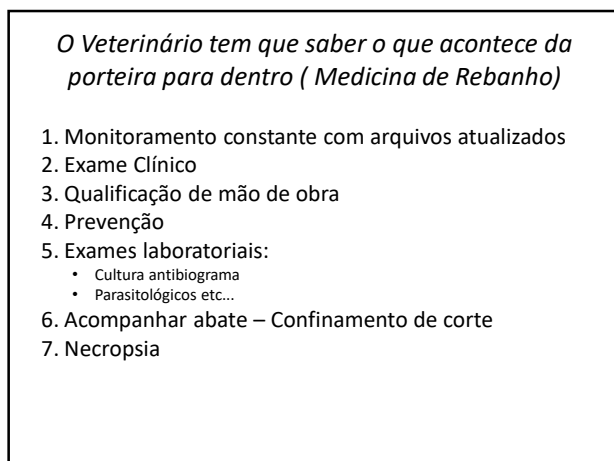 O Veterinário tem que saber o que acontece da
porteira para dentro ( Medicina de Rebanho)
1. Monitoramento constante com arquivos atualizados
2. Exame Clínico
3. Qualificação de mão de obra
4. Prevenção
5. Exames laboratoriais:
• Cultura antibiograma
• Parasitológicos etc...
6. Acompanhar abate – Confinamento de corte
7. Necropsia